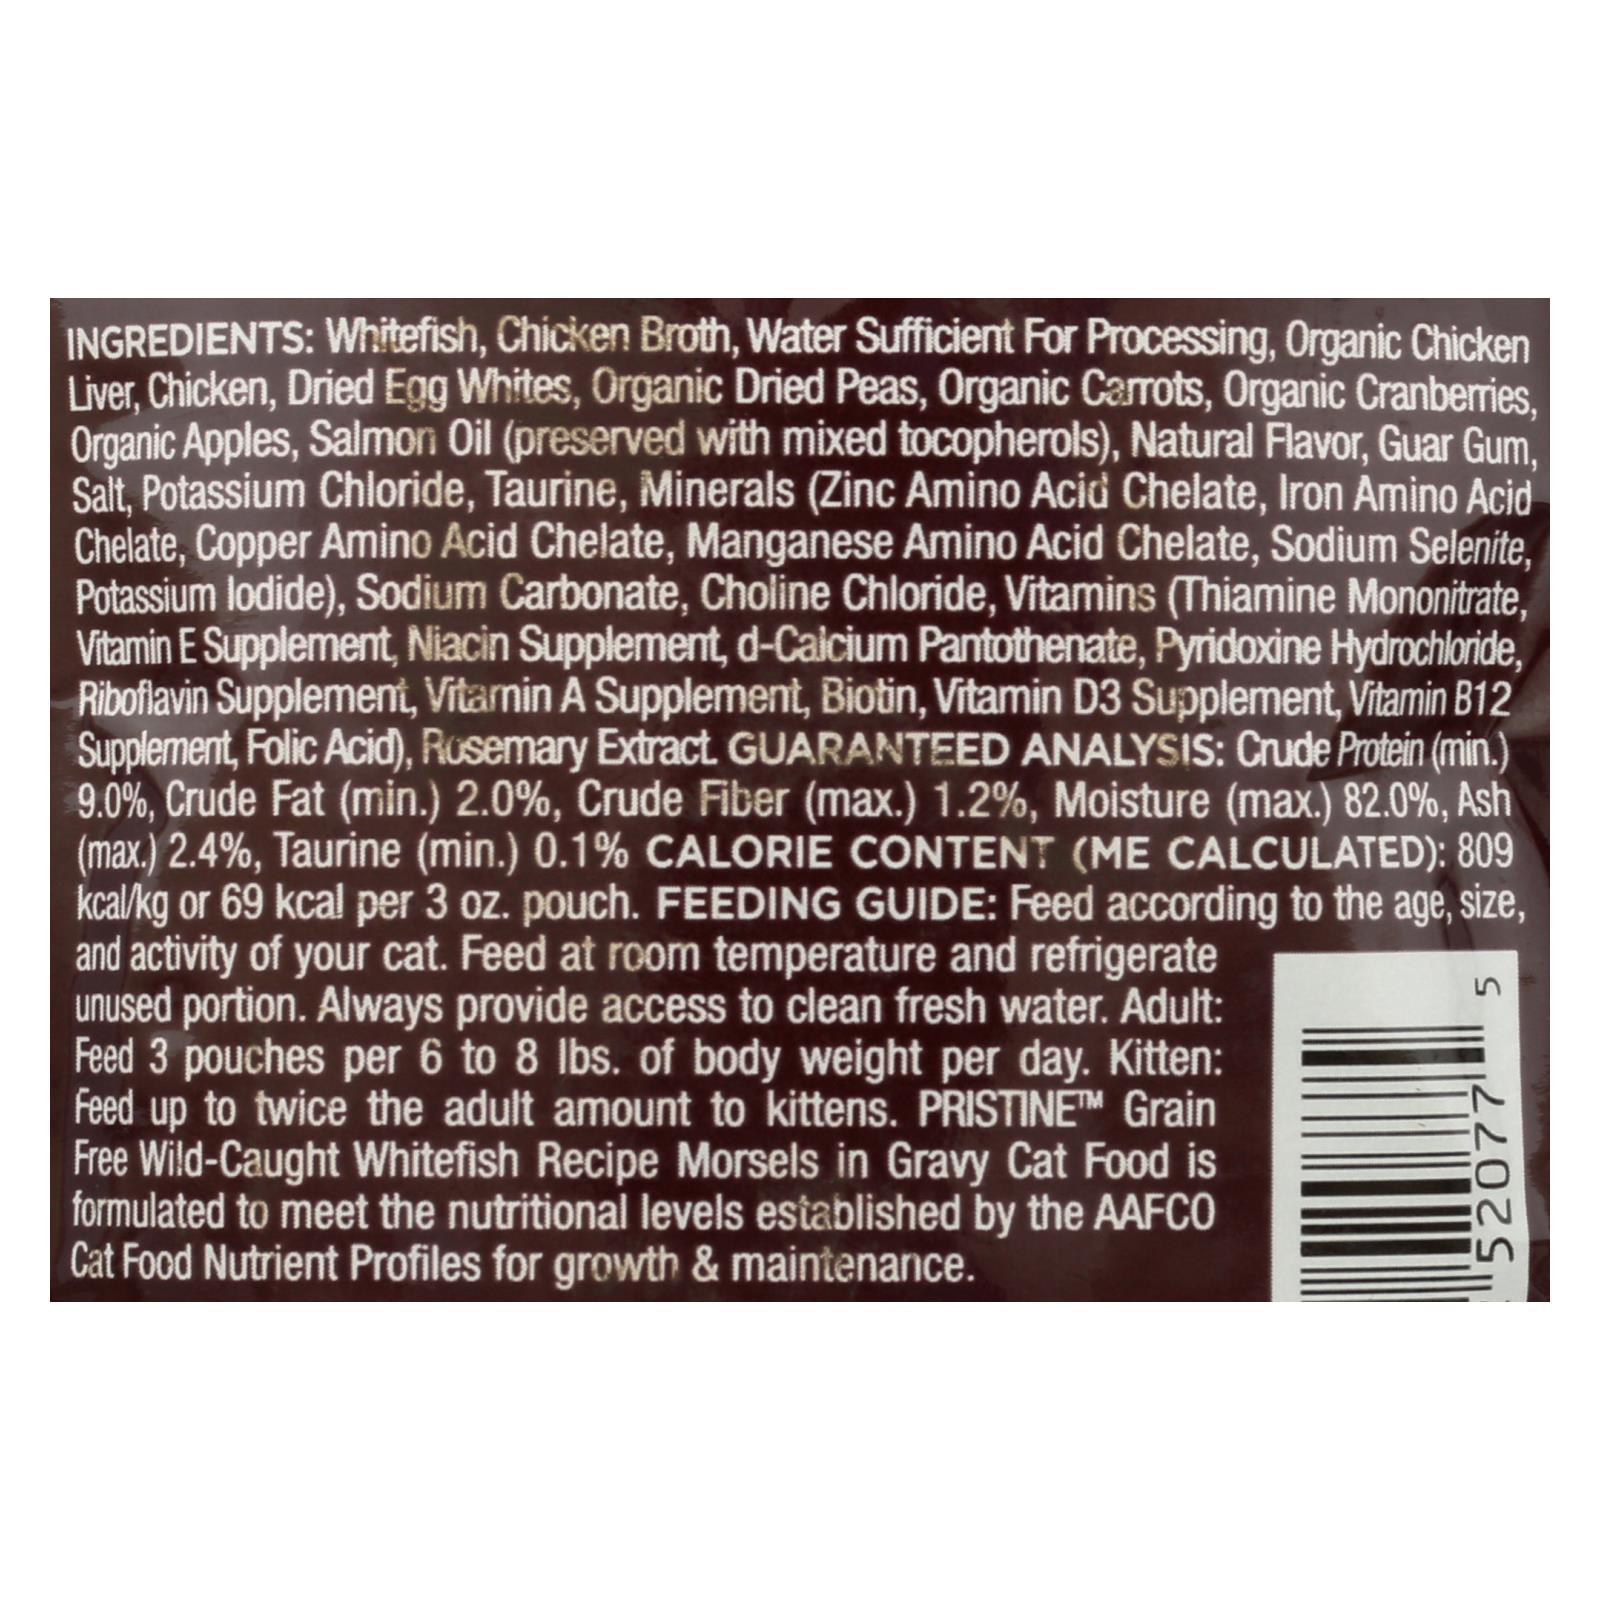 INGREDIENTS: Whitefish, Chicken Broth, Water Sufficient For Processing, Organic Chicken
Liver, Chicken, Dried Egg Whites, Organic Dried Peas, Organic Carrots, Organic Cranberries,
Organic Apples, Salmon Oil (preserved with mixed tocopherols), Natural Flavor, Guar Gum,
Salt, Potassium Chloride, Taurine, Minerals (Zinc Amino Acid Chelate, Iron Amino Acid
Chelate, Copper Amino Acid Chelate, Manganese Amino Acid Chelate, Sodium Selenite,
Potassium Iodide), Sodium Carbonate, Choline Chloride, Vitamins (Thiamine Mononitrate,
Vitamin E Supplement, Niacin Supplement, d-Calcium Pantothenate, Pyridoxine Hydrochloride,
Riboflavin Supplement, Vitamin A Supplement, Biotin, Vitamin D3 Supplement, Vitamin B12
Supplement, Folic Acid), Rosemary Extract. GUARANTEED ANALYSIS: Crude Protein (min.)
9.0%, Crude Fat (min.) 2.0%, Crude Fiber (max.) 1.2%, Moisture (max.) 82.0%, Ash
(max.) 2.4%, Taurine (min.) 0.1% CALORIE CONTENT (ME CALCULATED): 809
kcal/kg or 69 kcal per 3 oz. pouch. FEEDING GUIDE: Feed according to the age, size,
and activity of your cat. Feed at room temperature and refrigerate
unused portion. Always provide access to clean fresh water. Adult:
Feed 3 pouches per 6 to 8 lbs. of body weight per day. Kitten:
Feed up to twice the adult amount to kittens. PRISTINE™ Grain
Free Wild-Caught Whitefish Recipe Morsels in Gravy Cat Food is
formulated to meet the nutritional levels established by the AAFCO
Cat Food Nutrient Profiles for growth & maintenance.
52077 5